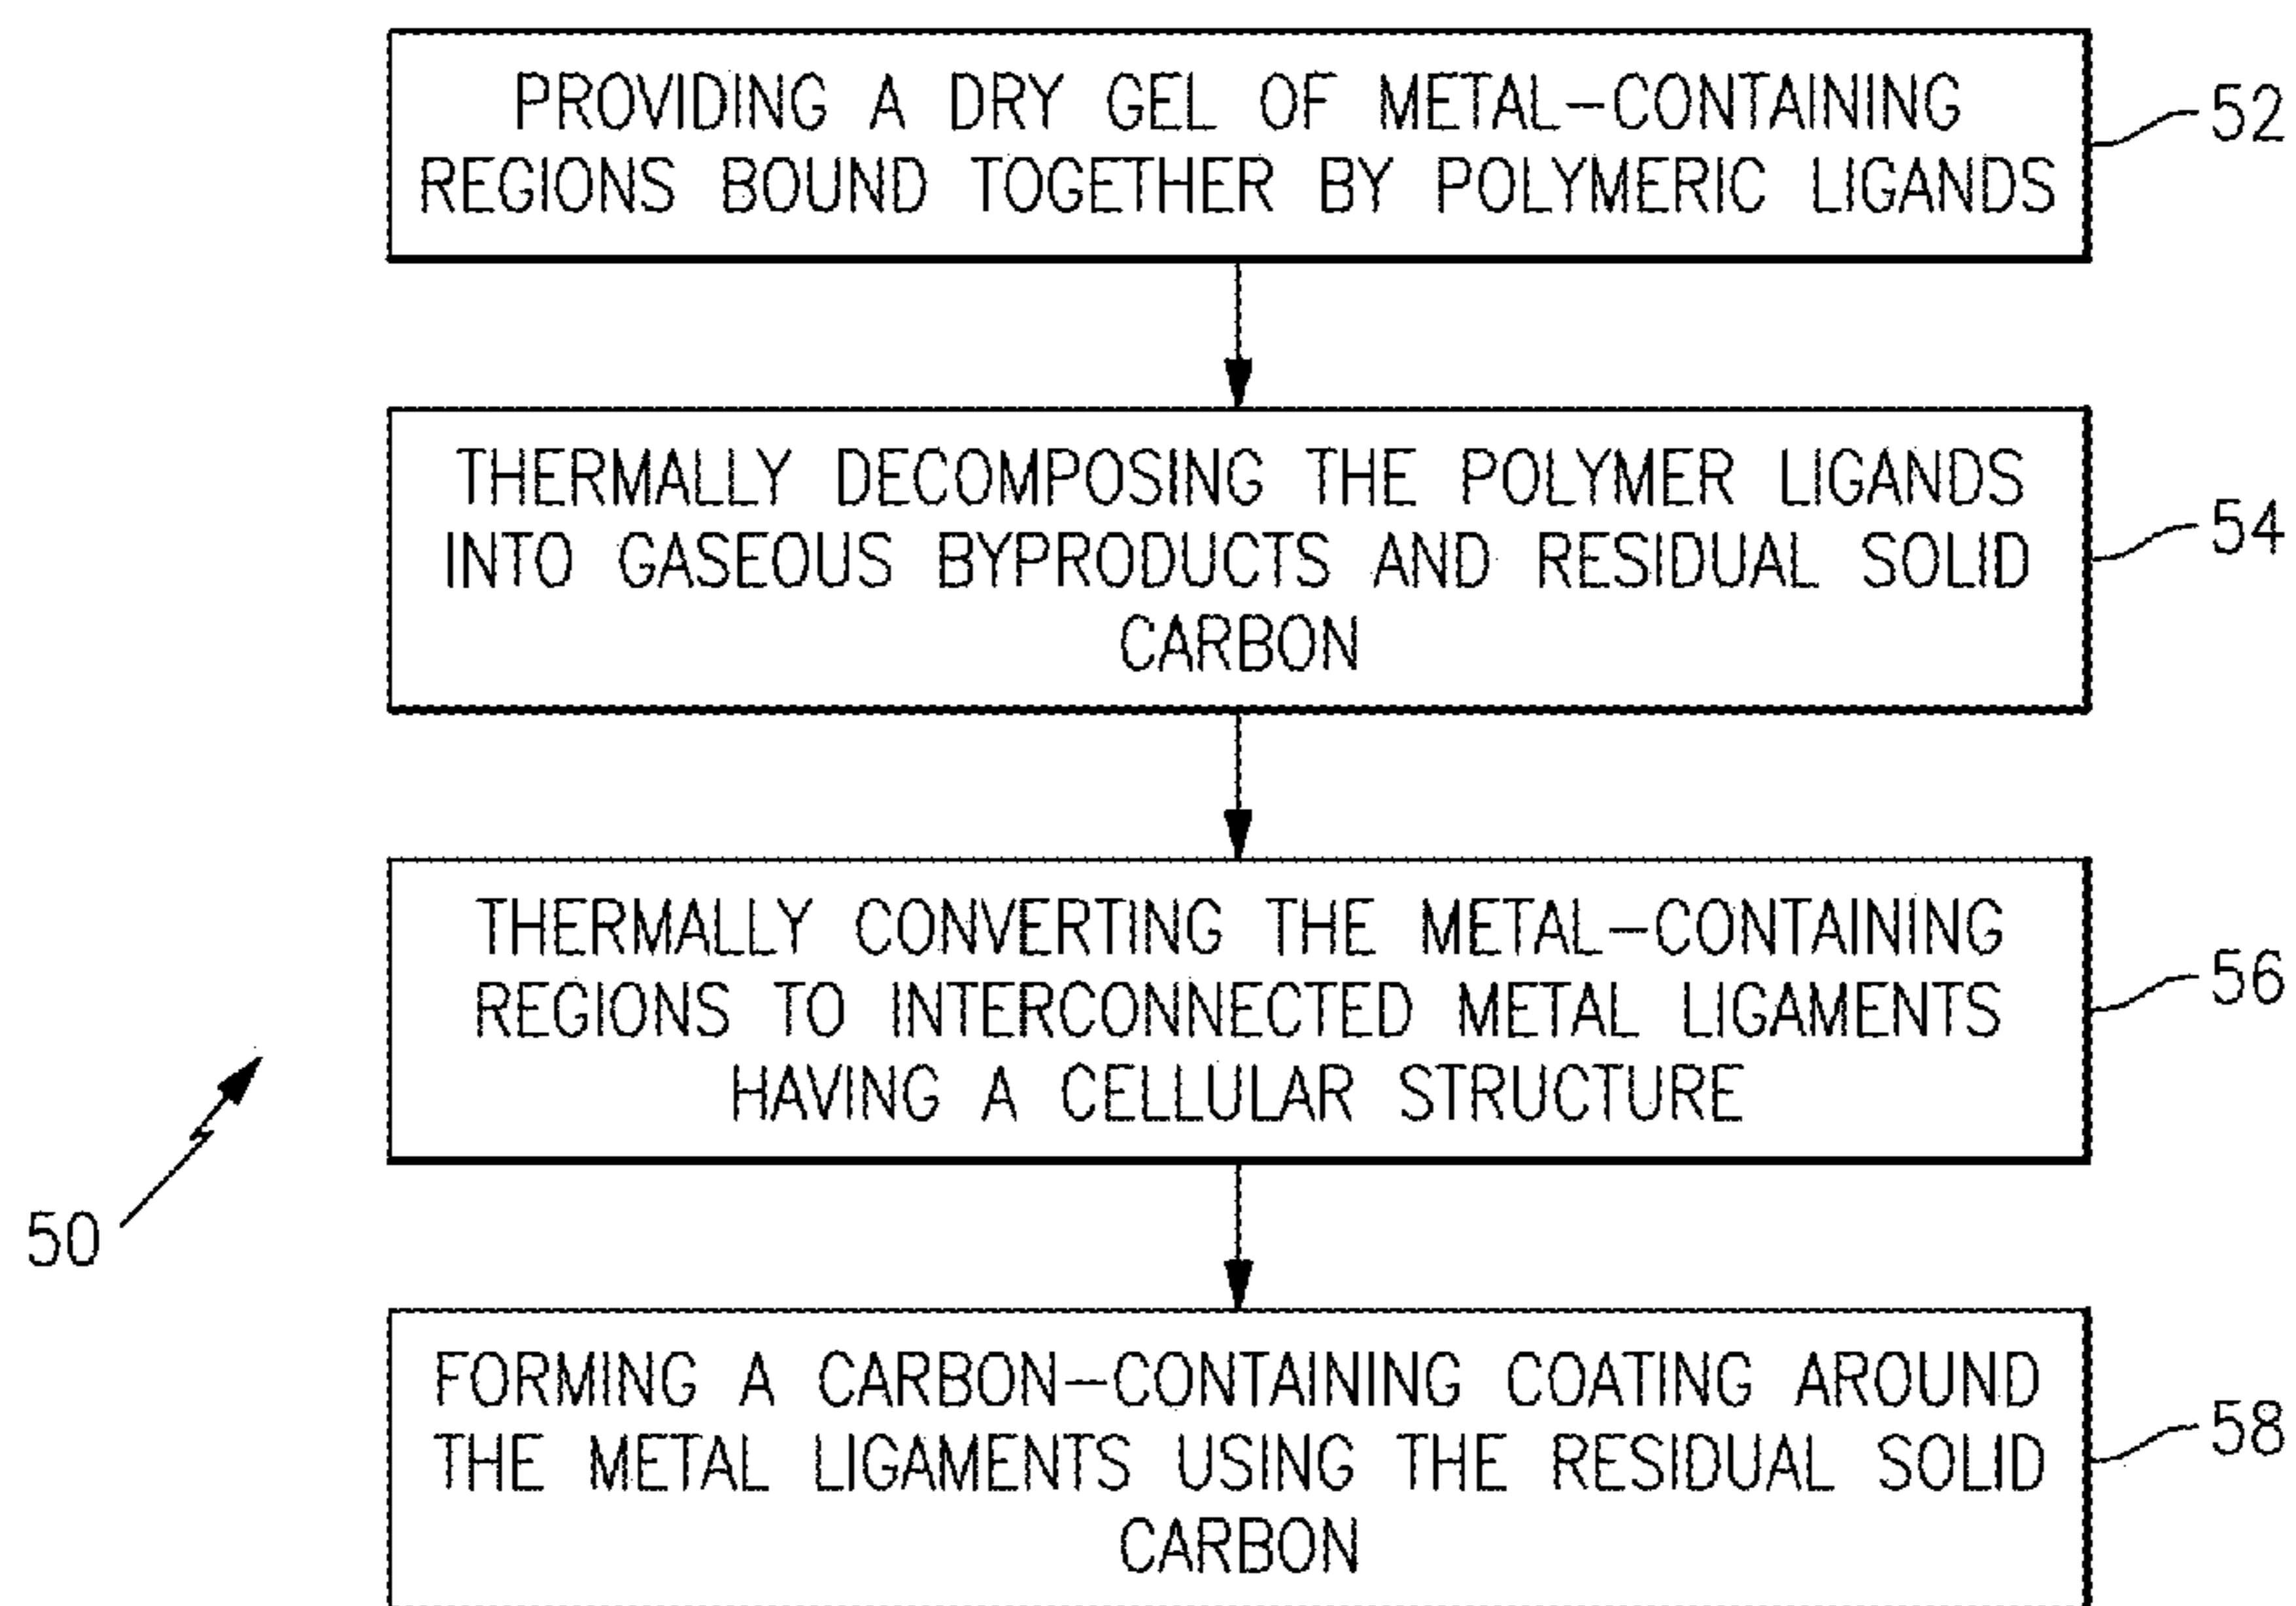 PROVIDING A DRY GEL OF METAL-CONTAINING
REGIONS BOUND TOGETHER BY POLYMERIC LIGANDS
52
THERMALLY DECOMPOSING THE POLYMER LIGANDS
INTO GASEOUS BYPRODUCTS AND RESIDUAL SOLID
CARBON
54
THERMALLY CONVERTING THE METAL-CONTAINING
REGIONS TO INTERCONNECTED METAL LIGAMENTS
HAVING A CELLULAR STRUCTURE
56
50
FORMING A CARBON-CONTAINING COATING AROUND
THE METAL LIGAMENTS USING THE RESIDUAL SOLID
CARBON
58